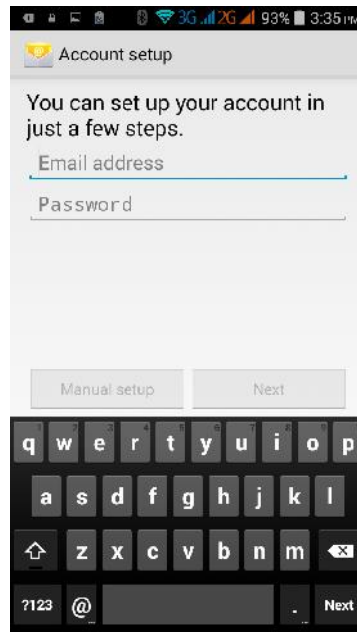 3G 2G 93% 3:35 PM
Account setup
You can set up your account in
just a few steps.
Email address
Password
Manual setup Next
q w e r t y u i o p
a s d f g h j k l
z x c v b n m
?123 @ . Next